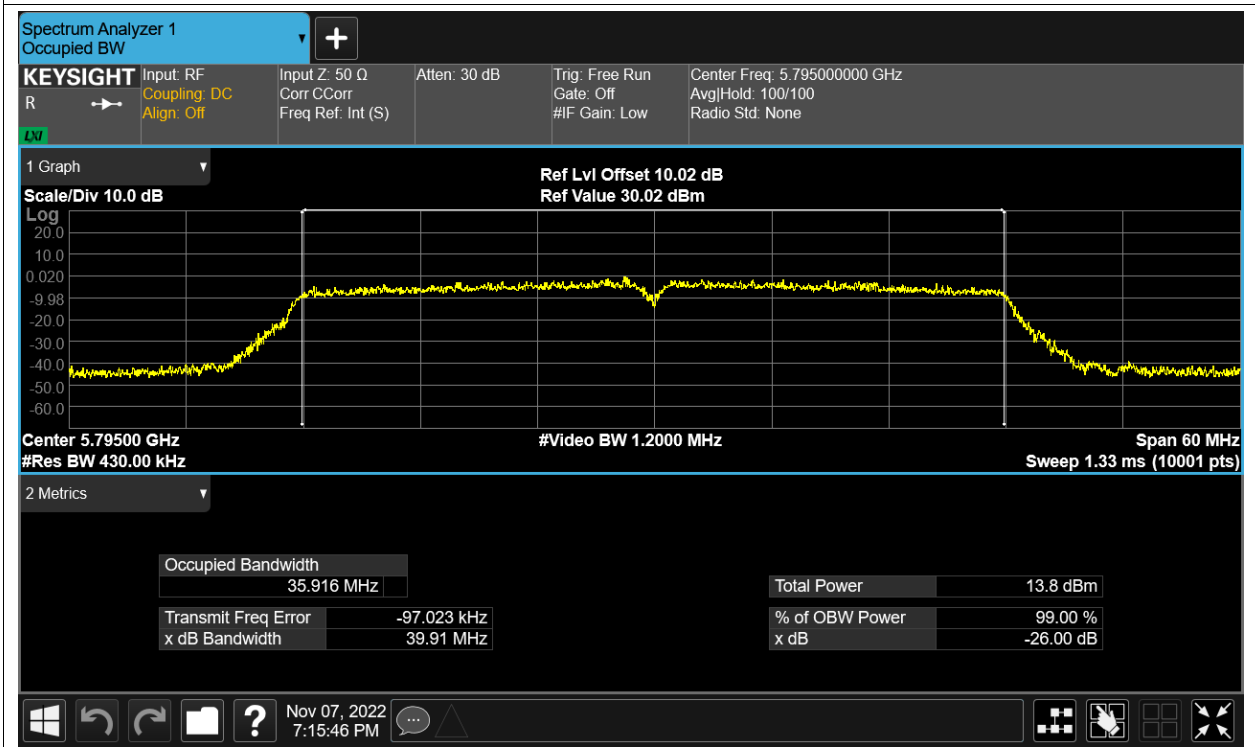 Spectrum Analyzer 1
Occupied BW
KEYSIGHT
R
LXI
Input: RF
Coupling: DC
Align: Off
Input Z: 50 Ω
Corr CCorr
Freq Ref: Int (S)
Atten: 30 dB
Trig: Free Run
Gate: Off
#IF Gain: Low
Center Freq: 5.795000000 GHz
Avg|Hold: 100/100
Radio Std: None
1 Graph
Scale/Div 10.0 dB
Ref Lvl Offset 10.02 dB
Ref Value 30.02 dBm
Log
20.0
10.0
0.020
-9.98
-20.0
-30.0
-40.0
-50.0
-60.0
Center 5.79500 GHz
#Video BW 1.2000 MHz
Span 60 MHz
#Res BW 430.00 kHz
Sweep 1.33 ms (10001 pts)
2 Metrics
Occupied Bandwidth
35.916 MHz
Total Power 13.8 dBm
Transmit Freq Error -97.023 kHz
% of OBW Power 99.00 %
x dB Bandwidth 39.91 MHz
x dB -26.00 dB
?
Nov 07, 2022
7:15:46 PM